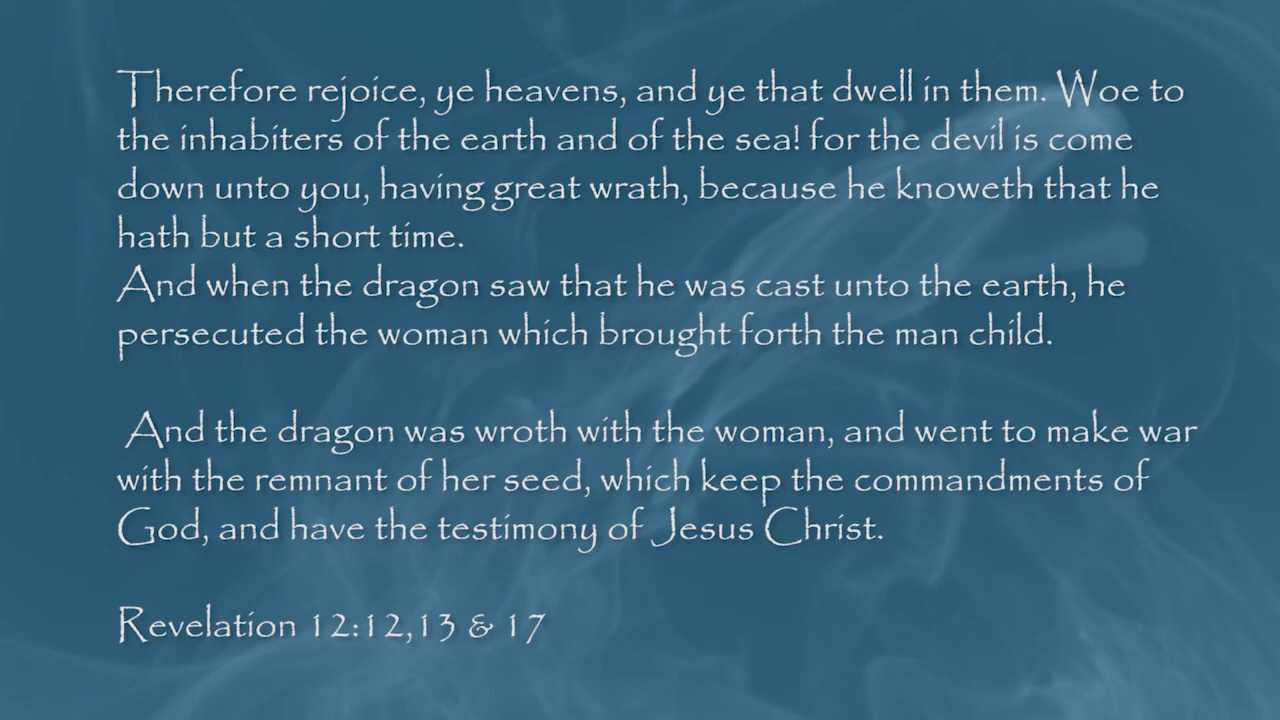 Therefore rejoice, ye heavens, and ye that dwell in them. Woe to
the inhabiters of the earth and of the sea! for the devil is come
down unto you, having great wrath, because he knoweth that he
hath but a short time.
And when the dragon saw that he was cast unto the earth, he
persecuted the woman which brought forth the man child.
And the dragon was wroth with the woman, and went to make war
with the remnant of her seed, which keep the commandments of
God, and have the testimony of Jesus Christ.
Revelation 12:12,13 & 17